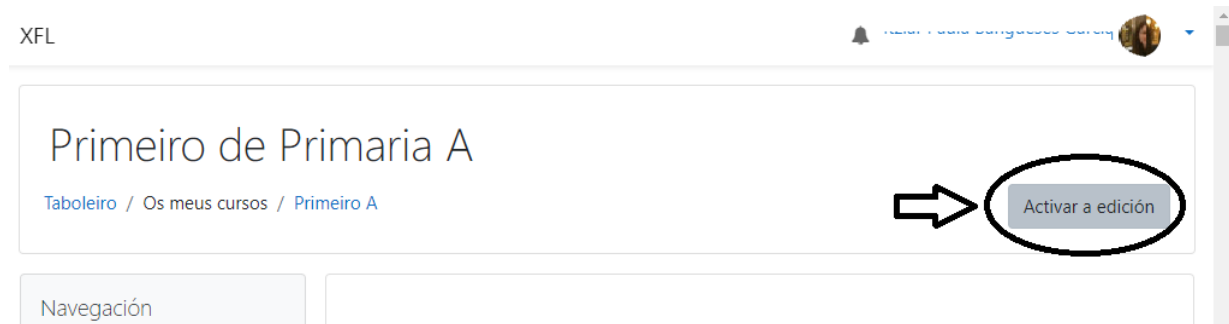 XFL
Primeiro de Primaria A
Taboleiro / Os meus cursos / Primeiro A
Activar a edición
Navegación